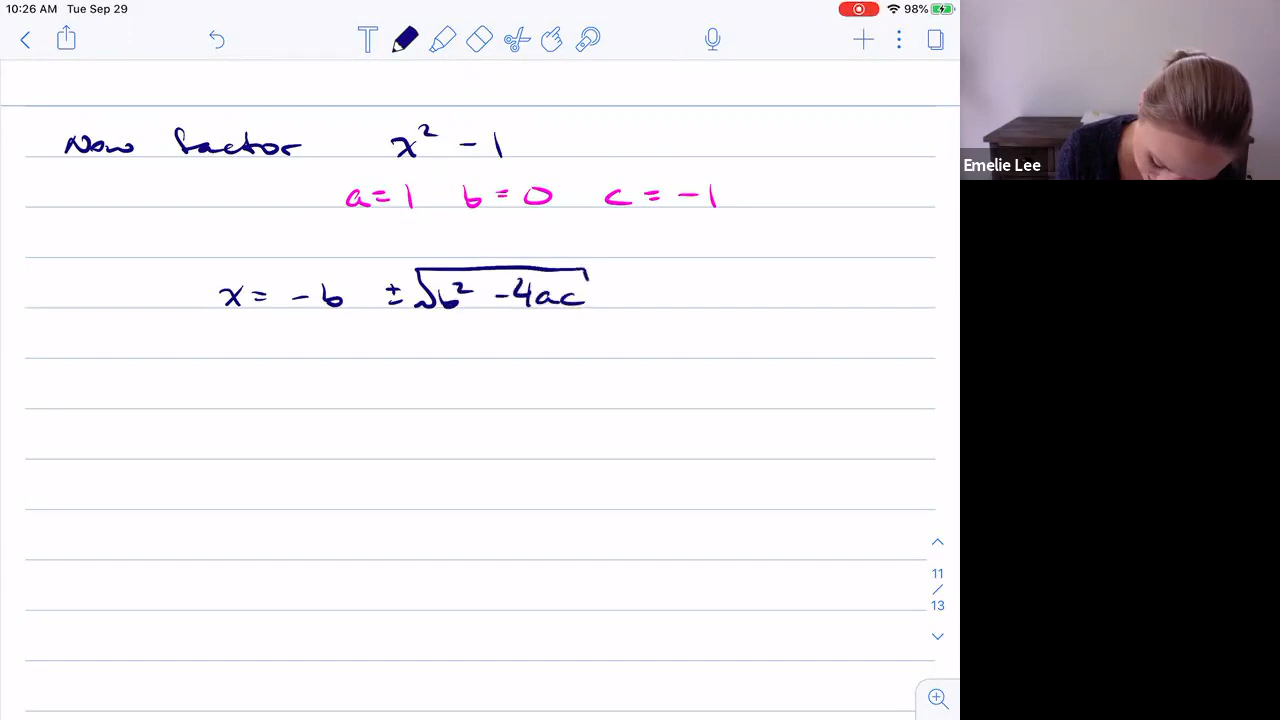 10:26 AM Tue Sep 29
98%
Now factor x² - 1
a = 1 b = 0 c = -1
x = -b ± √b² - 4ac
Emelie Lee
11
/
13